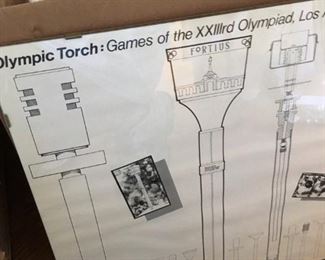 Olympic Torch: Games of the XXIIIrd Olympiad, Los
FORTIUS